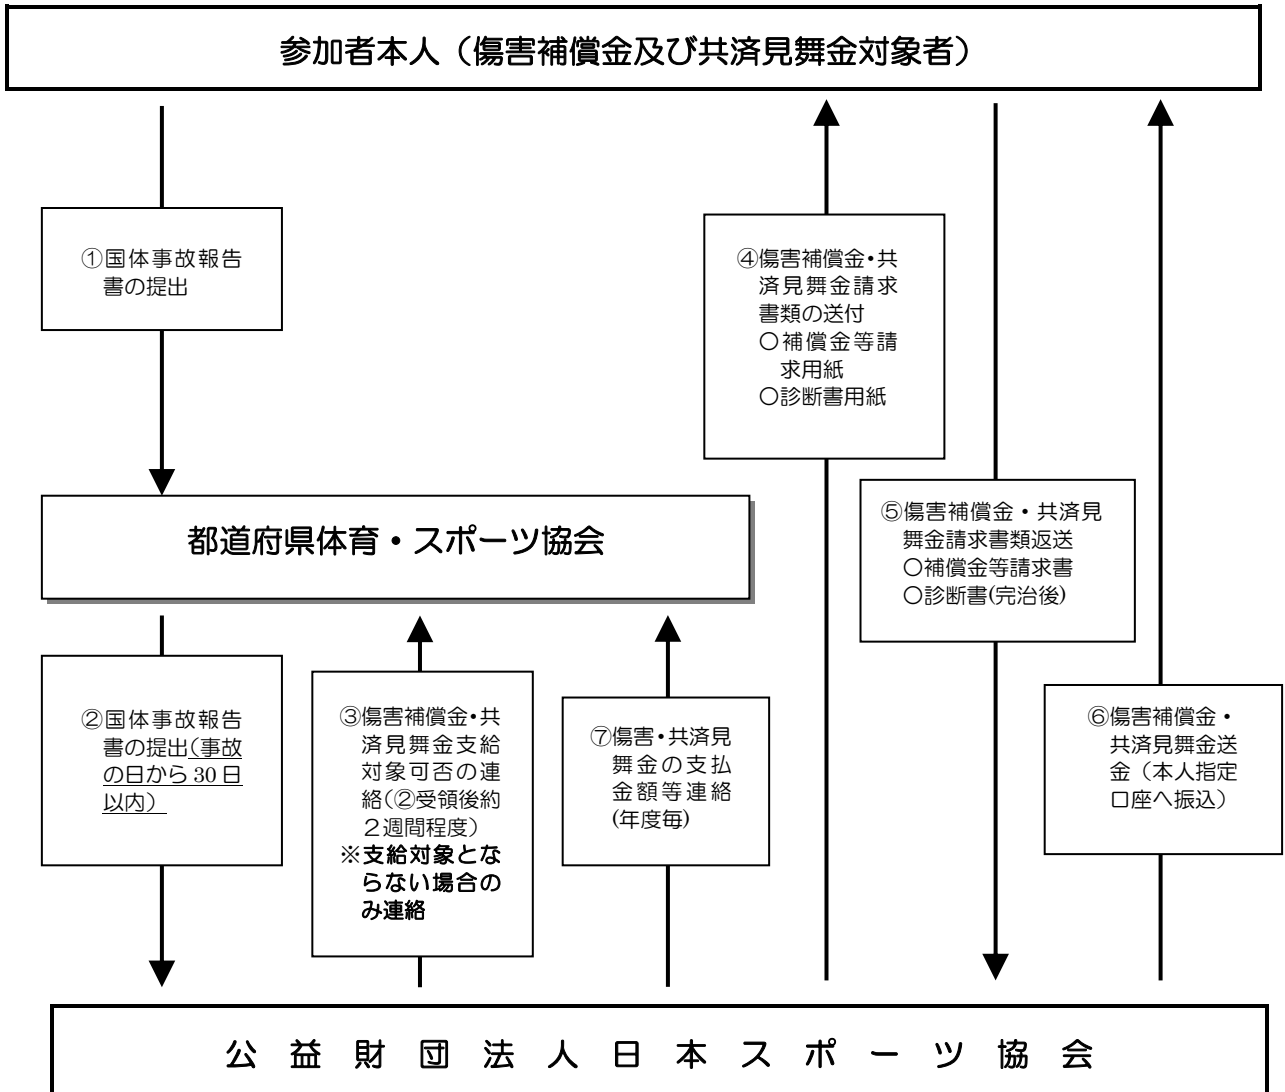 参加者本人（傷害補償金及び共済見舞金対象者）
①国体事故報告
書の提出
④傷害補償金・共
済見舞金請求
書類の送付
○補償金等請
求用紙
○診断書用紙
都道府県体育・スポーツ協会
⑤傷害補償金・共済見
舞金請求書類返送
○補償金等請求書
○診断書(完治後)
②国体事故報告
書の提出(事故
の日から30日
以内）
③傷害補償金・共
済見舞金支給
対象可否の連
絡(②受領後約
２週間程度）
※支給対象とな
らない場合の
み連絡
⑦傷害・共済見
舞金の支払
金額等連絡
(年度毎)
⑥傷害補償金・
共済見舞金送
金（本人指定
口座へ振込）
公益財団法人日本スポーツ協会